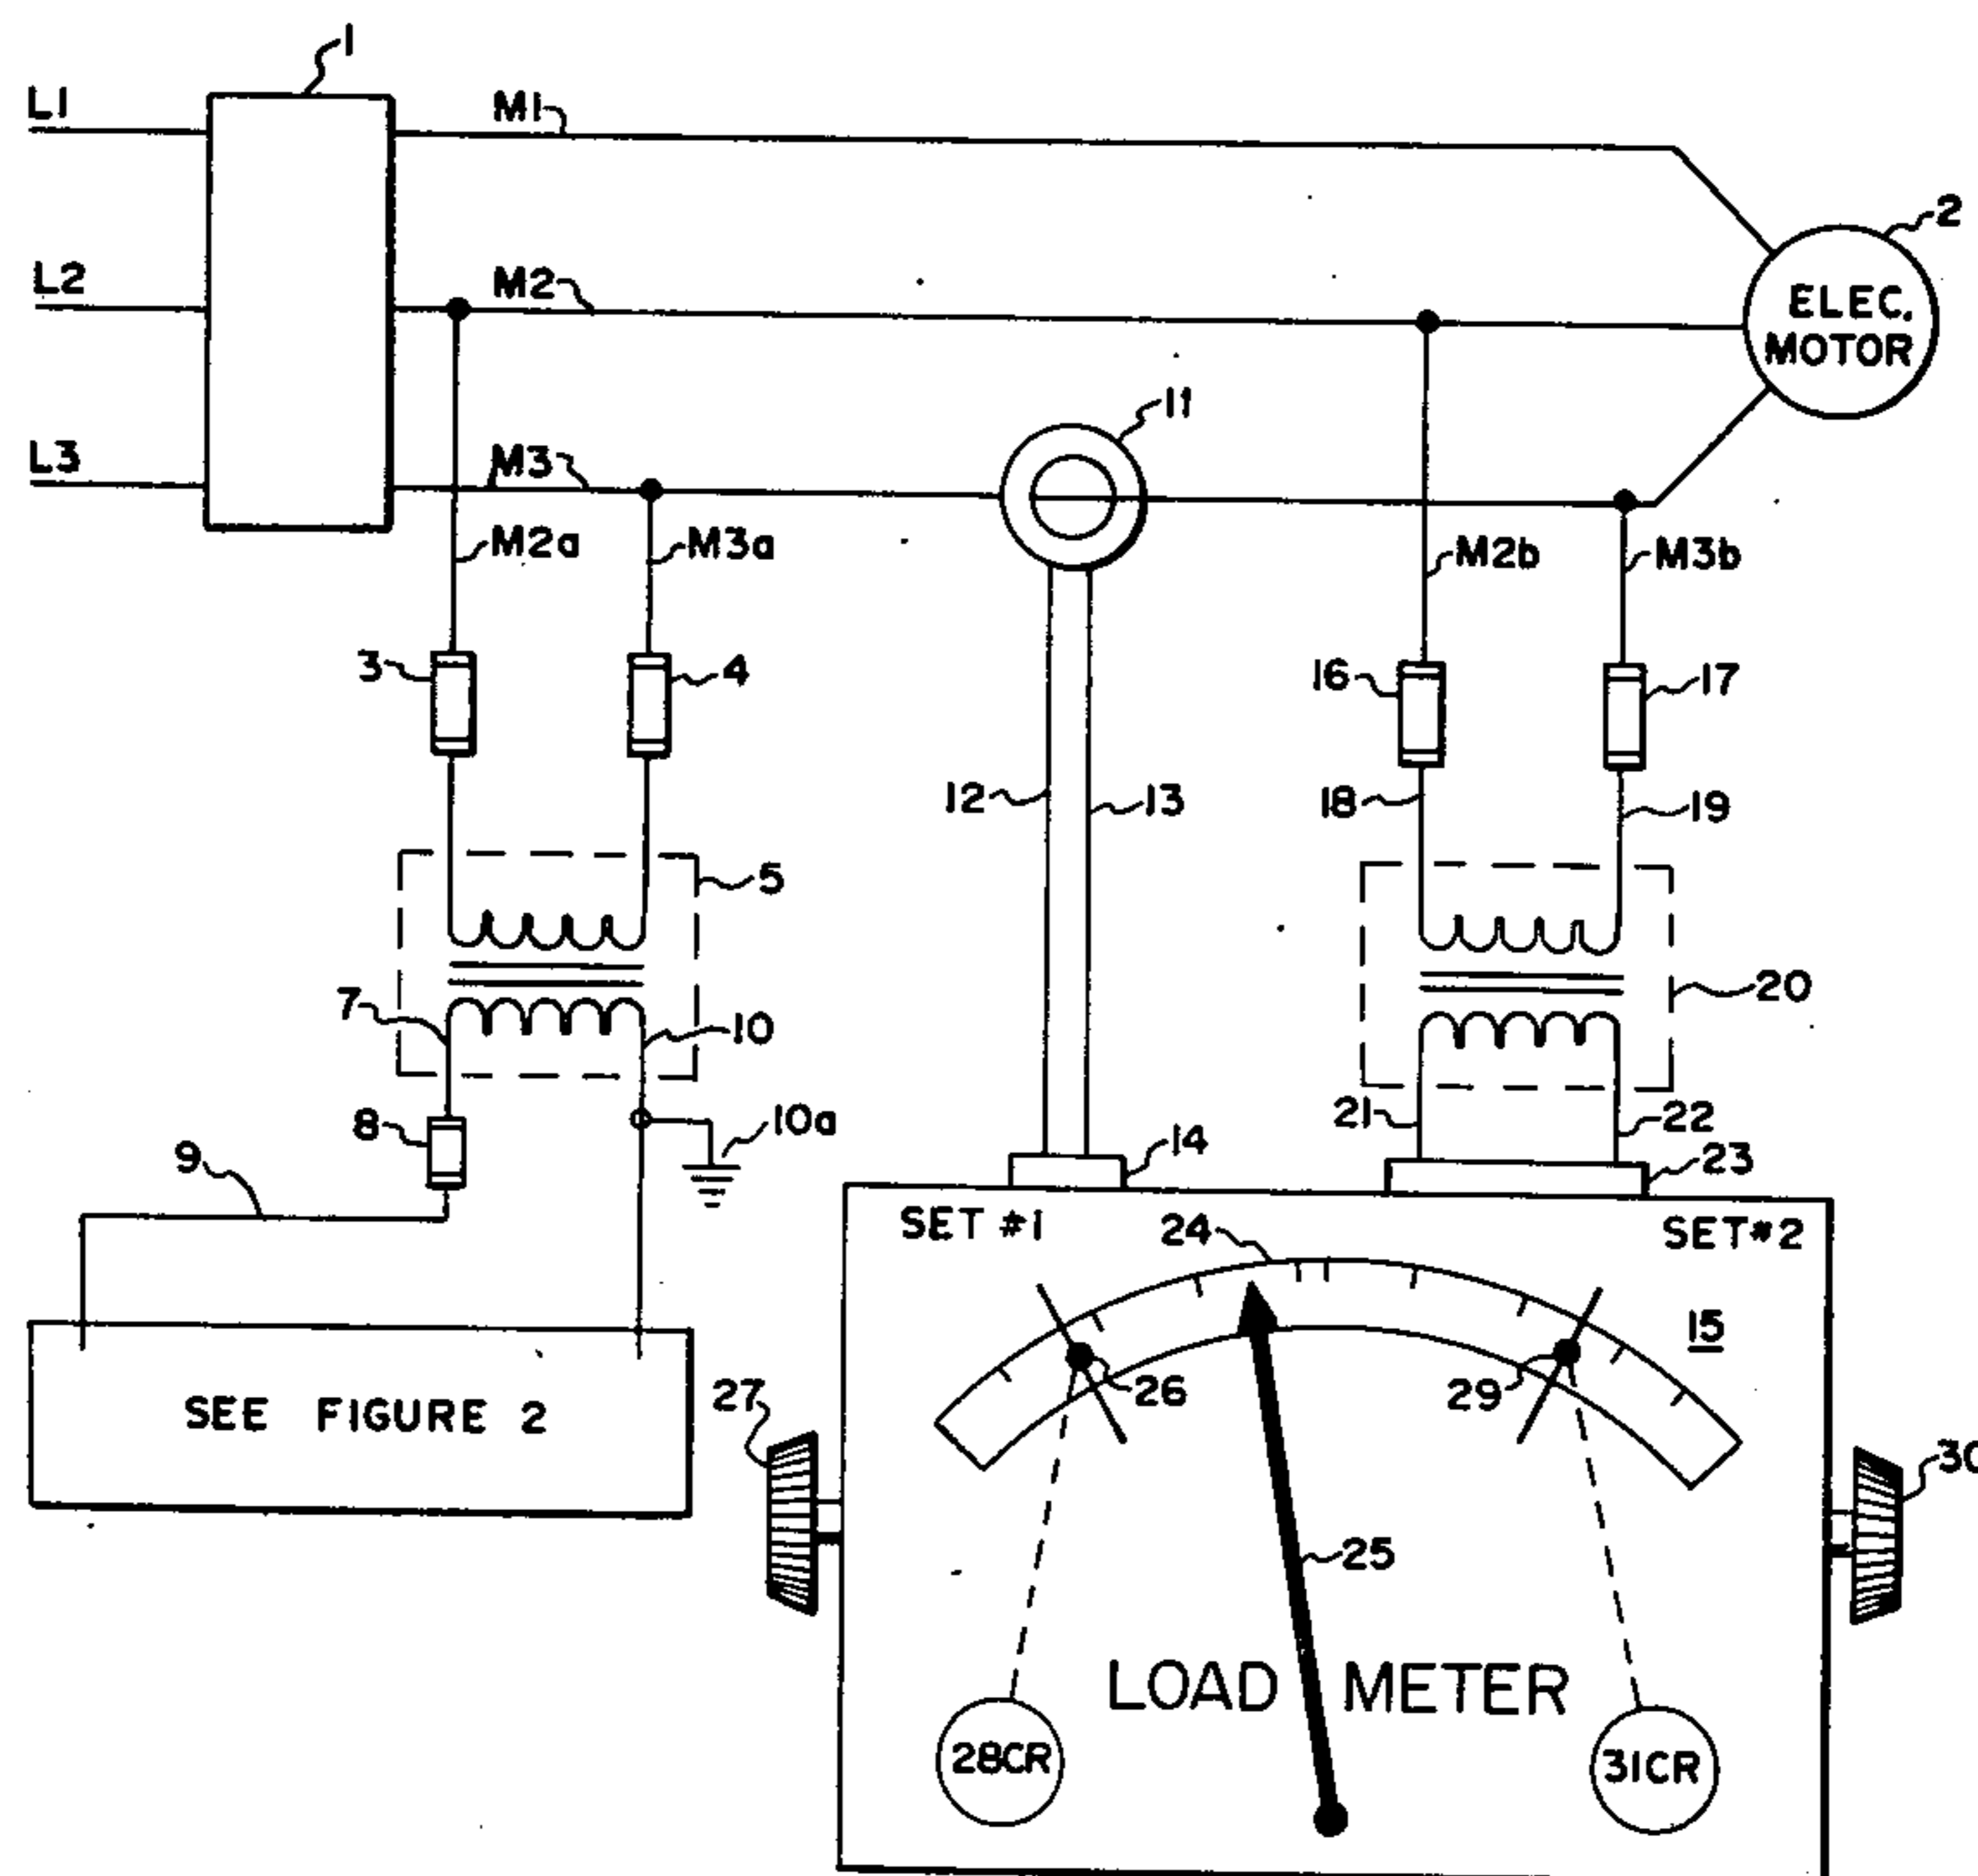 1
L1
M1
2
L2
M2
ELEC.
MOTOR
11
L3
M3
M2a
M3a
M2b
M3b
3
4
16
17
12
13
18
19
5
20
7
10
8
10a
21
22
9
14
23
SET #1
24
SET #2
15
27
26
29
SEE FIGURE 2
30
25
LOAD METER
28CR
31CR